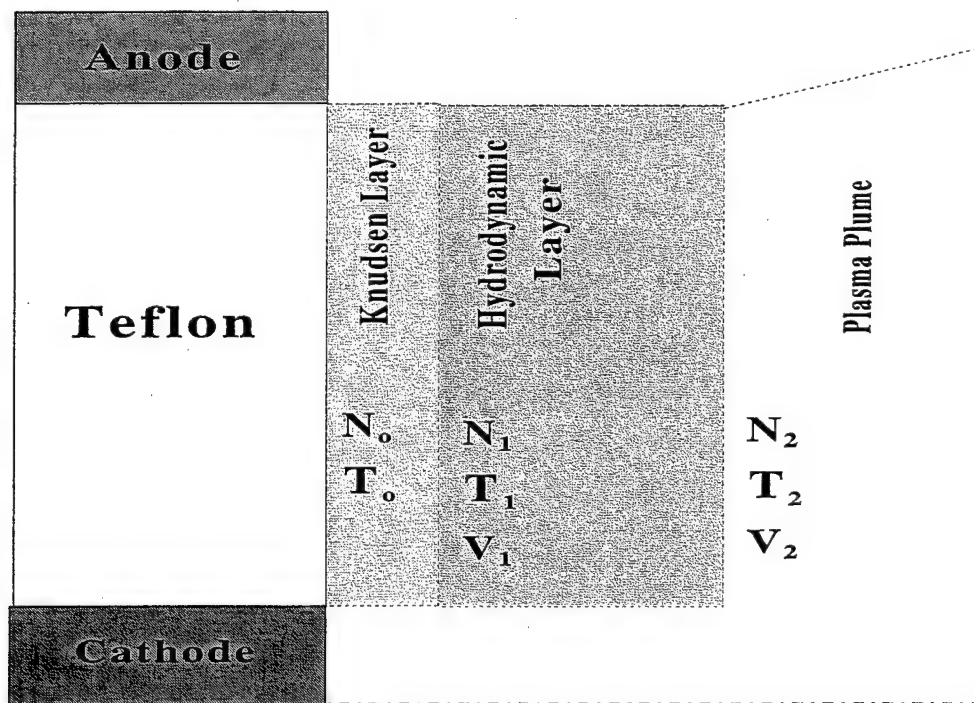 Anode
Teflon
Cathode
Knudsen Layer
Hydrodynamic
Layer
Plasma Plume
N₀
T₀
N₁
T₁
V₁
N₂
T₂
V₂